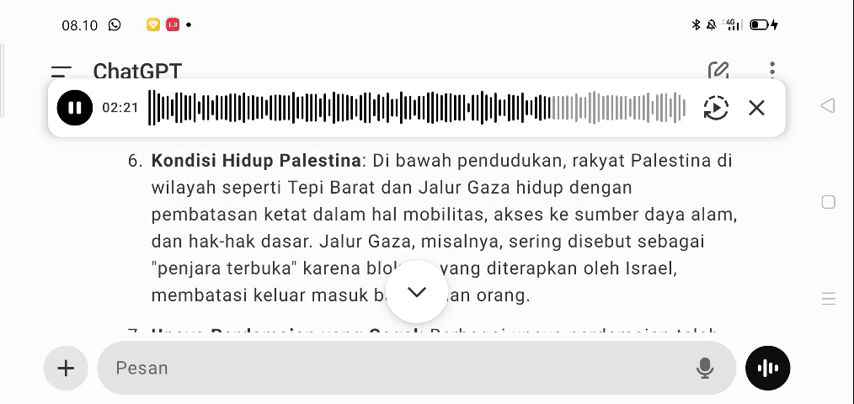 08.10
ChatGPT
02:21
6. Kondisi Hidup Palestina: Di bawah pendudukan, rakyat Palestina di
wilayah seperti Tepi Barat dan Jalur Gaza hidup dengan
pembatasan ketat dalam hal mobilitas, akses ke sumber daya alam,
dan hak-hak dasar. Jalur Gaza, misalnya, sering disebut sebagai
"penjara terbuka" karena yang diterapkan oleh Israel,
membatasi keluar masuk orang.
Pesan